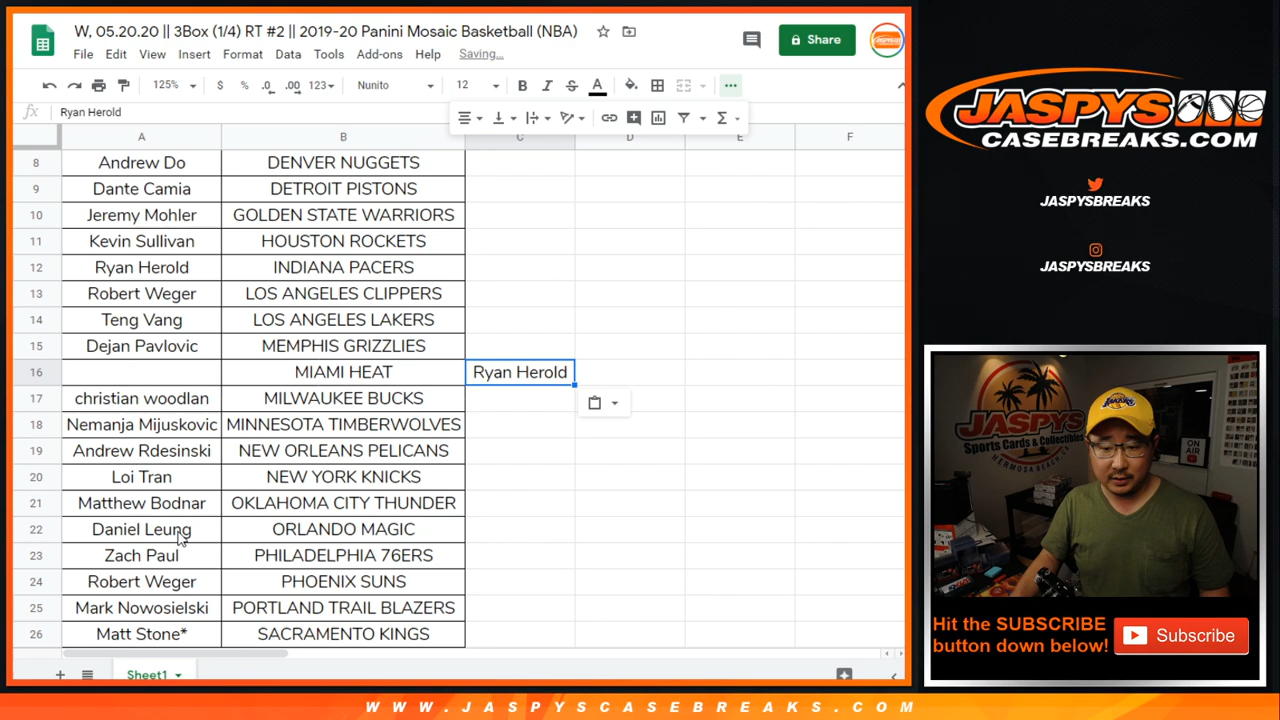 W, 05.20.20 || 3Box (1/4) RT #2 || 2019-20 Panini Mosaic Basketball (NBA)
File Edit View Insert Format Data Tools Add-ons Help Saving...
Share
125% $ % .0 .00 123 Nunito 12 B I S A
fx Ryan Herold
A B C D E F
8 Andrew Do DENVER NUGGETS
9 Dante Camia DETROIT PISTONS
10 Jeremy Mohler GOLDEN STATE WARRIORS
11 Kevin Sullivan HOUSTON ROCKETS
12 Ryan Herold INDIANA PACERS
13 Robert Weger LOS ANGELES CLIPPERS
14 Teng Vang LOS ANGELES LAKERS
15 Dejan Pavlovic MEMPHIS GRIZZLIES
16 MIAMI HEAT Ryan Herold
17 christian woodlan MILWAUKEE BUCKS
18 Nemanja Mijuskovic MINNESOTA TIMBERWOLVES
19 Andrew Rdesinski NEW ORLEANS PELICANS
20 Loi Tran NEW YORK KNICKS
21 Matthew Bodnar OKLAHOMA CITY THUNDER
22 Daniel Leung ORLANDO MAGIC
23 Zach Paul PHILADELPHIA 76ERS
24 Robert Weger PHOENIX SUNS
25 Mark Nowosielski PORTLAND TRAIL BLAZERS
26 Matt Stone* SACRAMENTO KINGS
Sheet1
JASPYS
CASEBREAKS.COM
JASPYSBREAKS
JASPYSBREAKS
JASPYS
Sports Cards & Collectibles
HERMOSA BEACH, CA
ON AIR
Hit the SUBSCRIBE
button down below!
Subscribe
WWW.JASPYSCASEBREAKS.COM